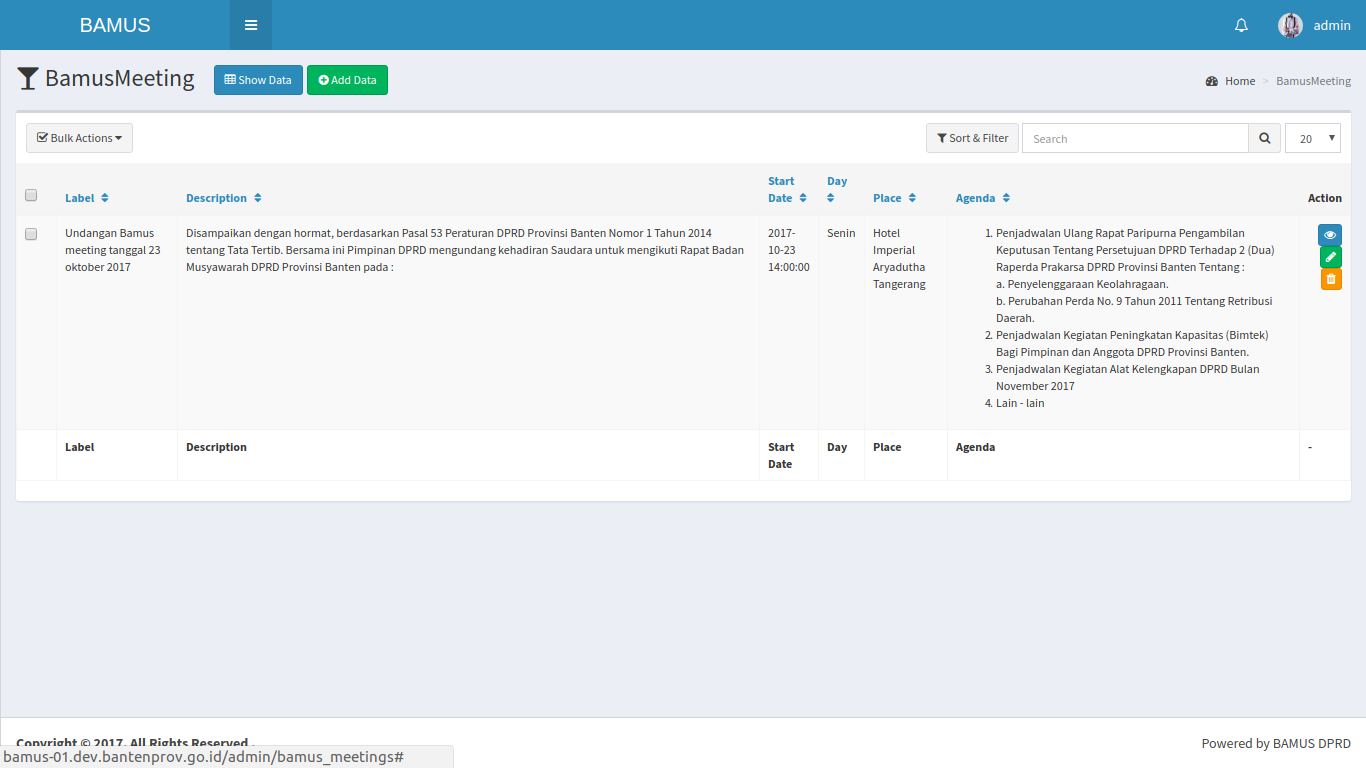 BAMUS
admin
BamusMeeting
Show Data
Add Data
Home > BamusMeeting
Bulk Actions
Sort & Filter
Search
20
Label
Description
Start
Date
Day
Place
Agenda
Action
Undangan Bamus
meeting tanggal 23
oktober 2017
Disampaikan dengan hormat, berdasarkan Pasal 53 Peraturan DPRD Provinsi Banten Nomor 1 Tahun 2014
tentang Tata Tertib. Bersama ini Pimpinan DPRD mengundang kehadiran Saudara untuk mengikuti Rapat Badan
Musyawarah DPRD Provinsi Banten pada :
2017-
10-23
14:00:00
Senin
Hotel
Imperial
Aryadutha
Tangerang
1. Penjadwalan Ulang Rapat Paripurna Pengambilan
Keputusan Tentang Persetujuan DPRD Terhadap 2 (Dua)
Raperda Prakarsa DPRD Provinsi Banten Tentang :
a. Penyelenggaraan Keolahragaan.
b. Perubahan Perda No. 9 Tahun 2011 Tentang Retribusi
Daerah.
2. Penjadwalan Kegiatan Peningkatan Kapasitas (Bimtek)
Bagi Pimpinan dan Anggota DPRD Provinsi Banten.
3. Penjadwalan Kegiatan Alat Kelengkapan DPRD Bulan
November 2017
4. Lain - lain
Label
Description
Start
Date
Day
Place
Agenda
-
Copyright © 2017. All Rights Reserved .
Powered by BAMUS DPRD
bamus-01.dev.bantenprov.go.id/admin/bamus_meetings#